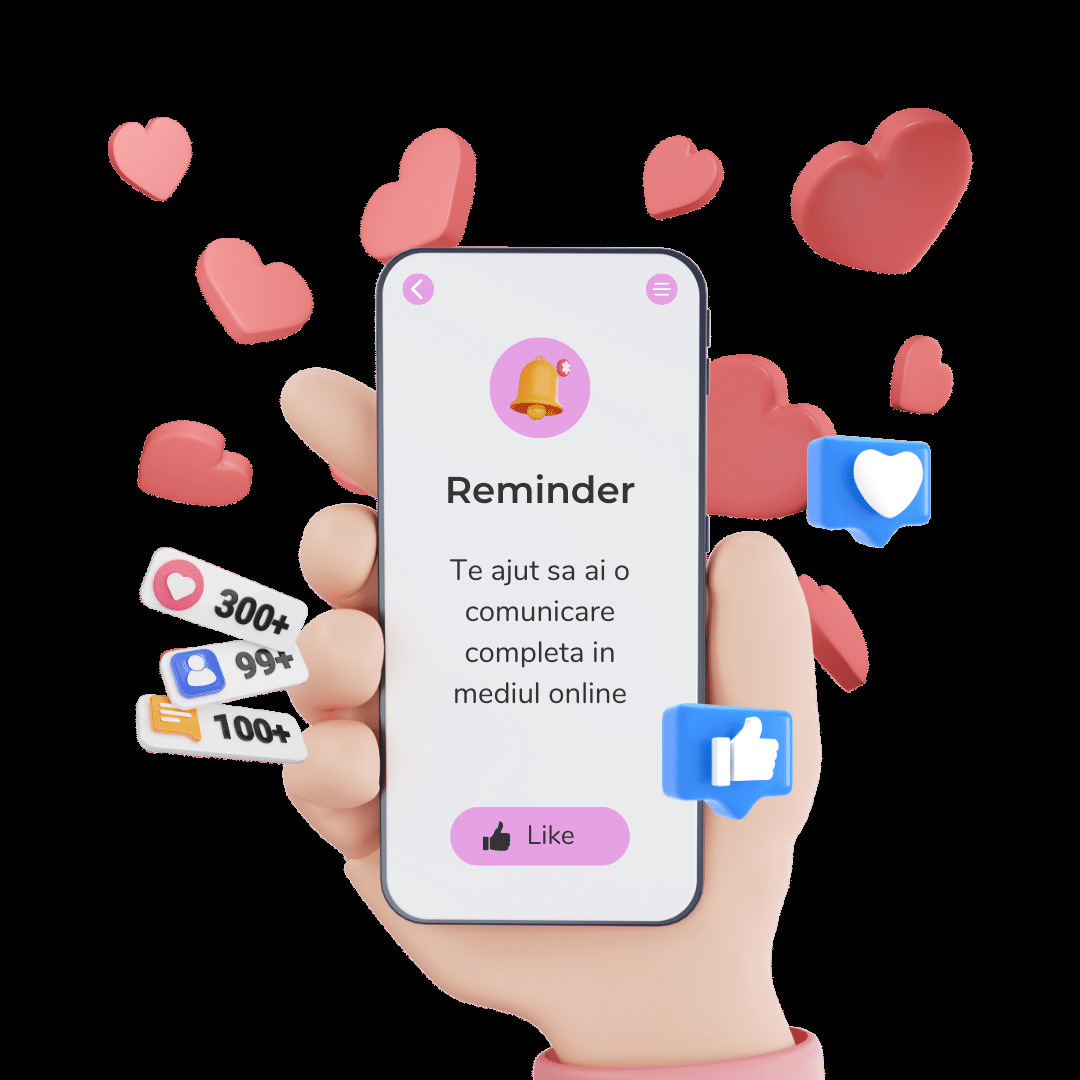 Reminder
Te ajut sa ai o
comunicare
completa in
mediul online
300+
99+
100+
Like